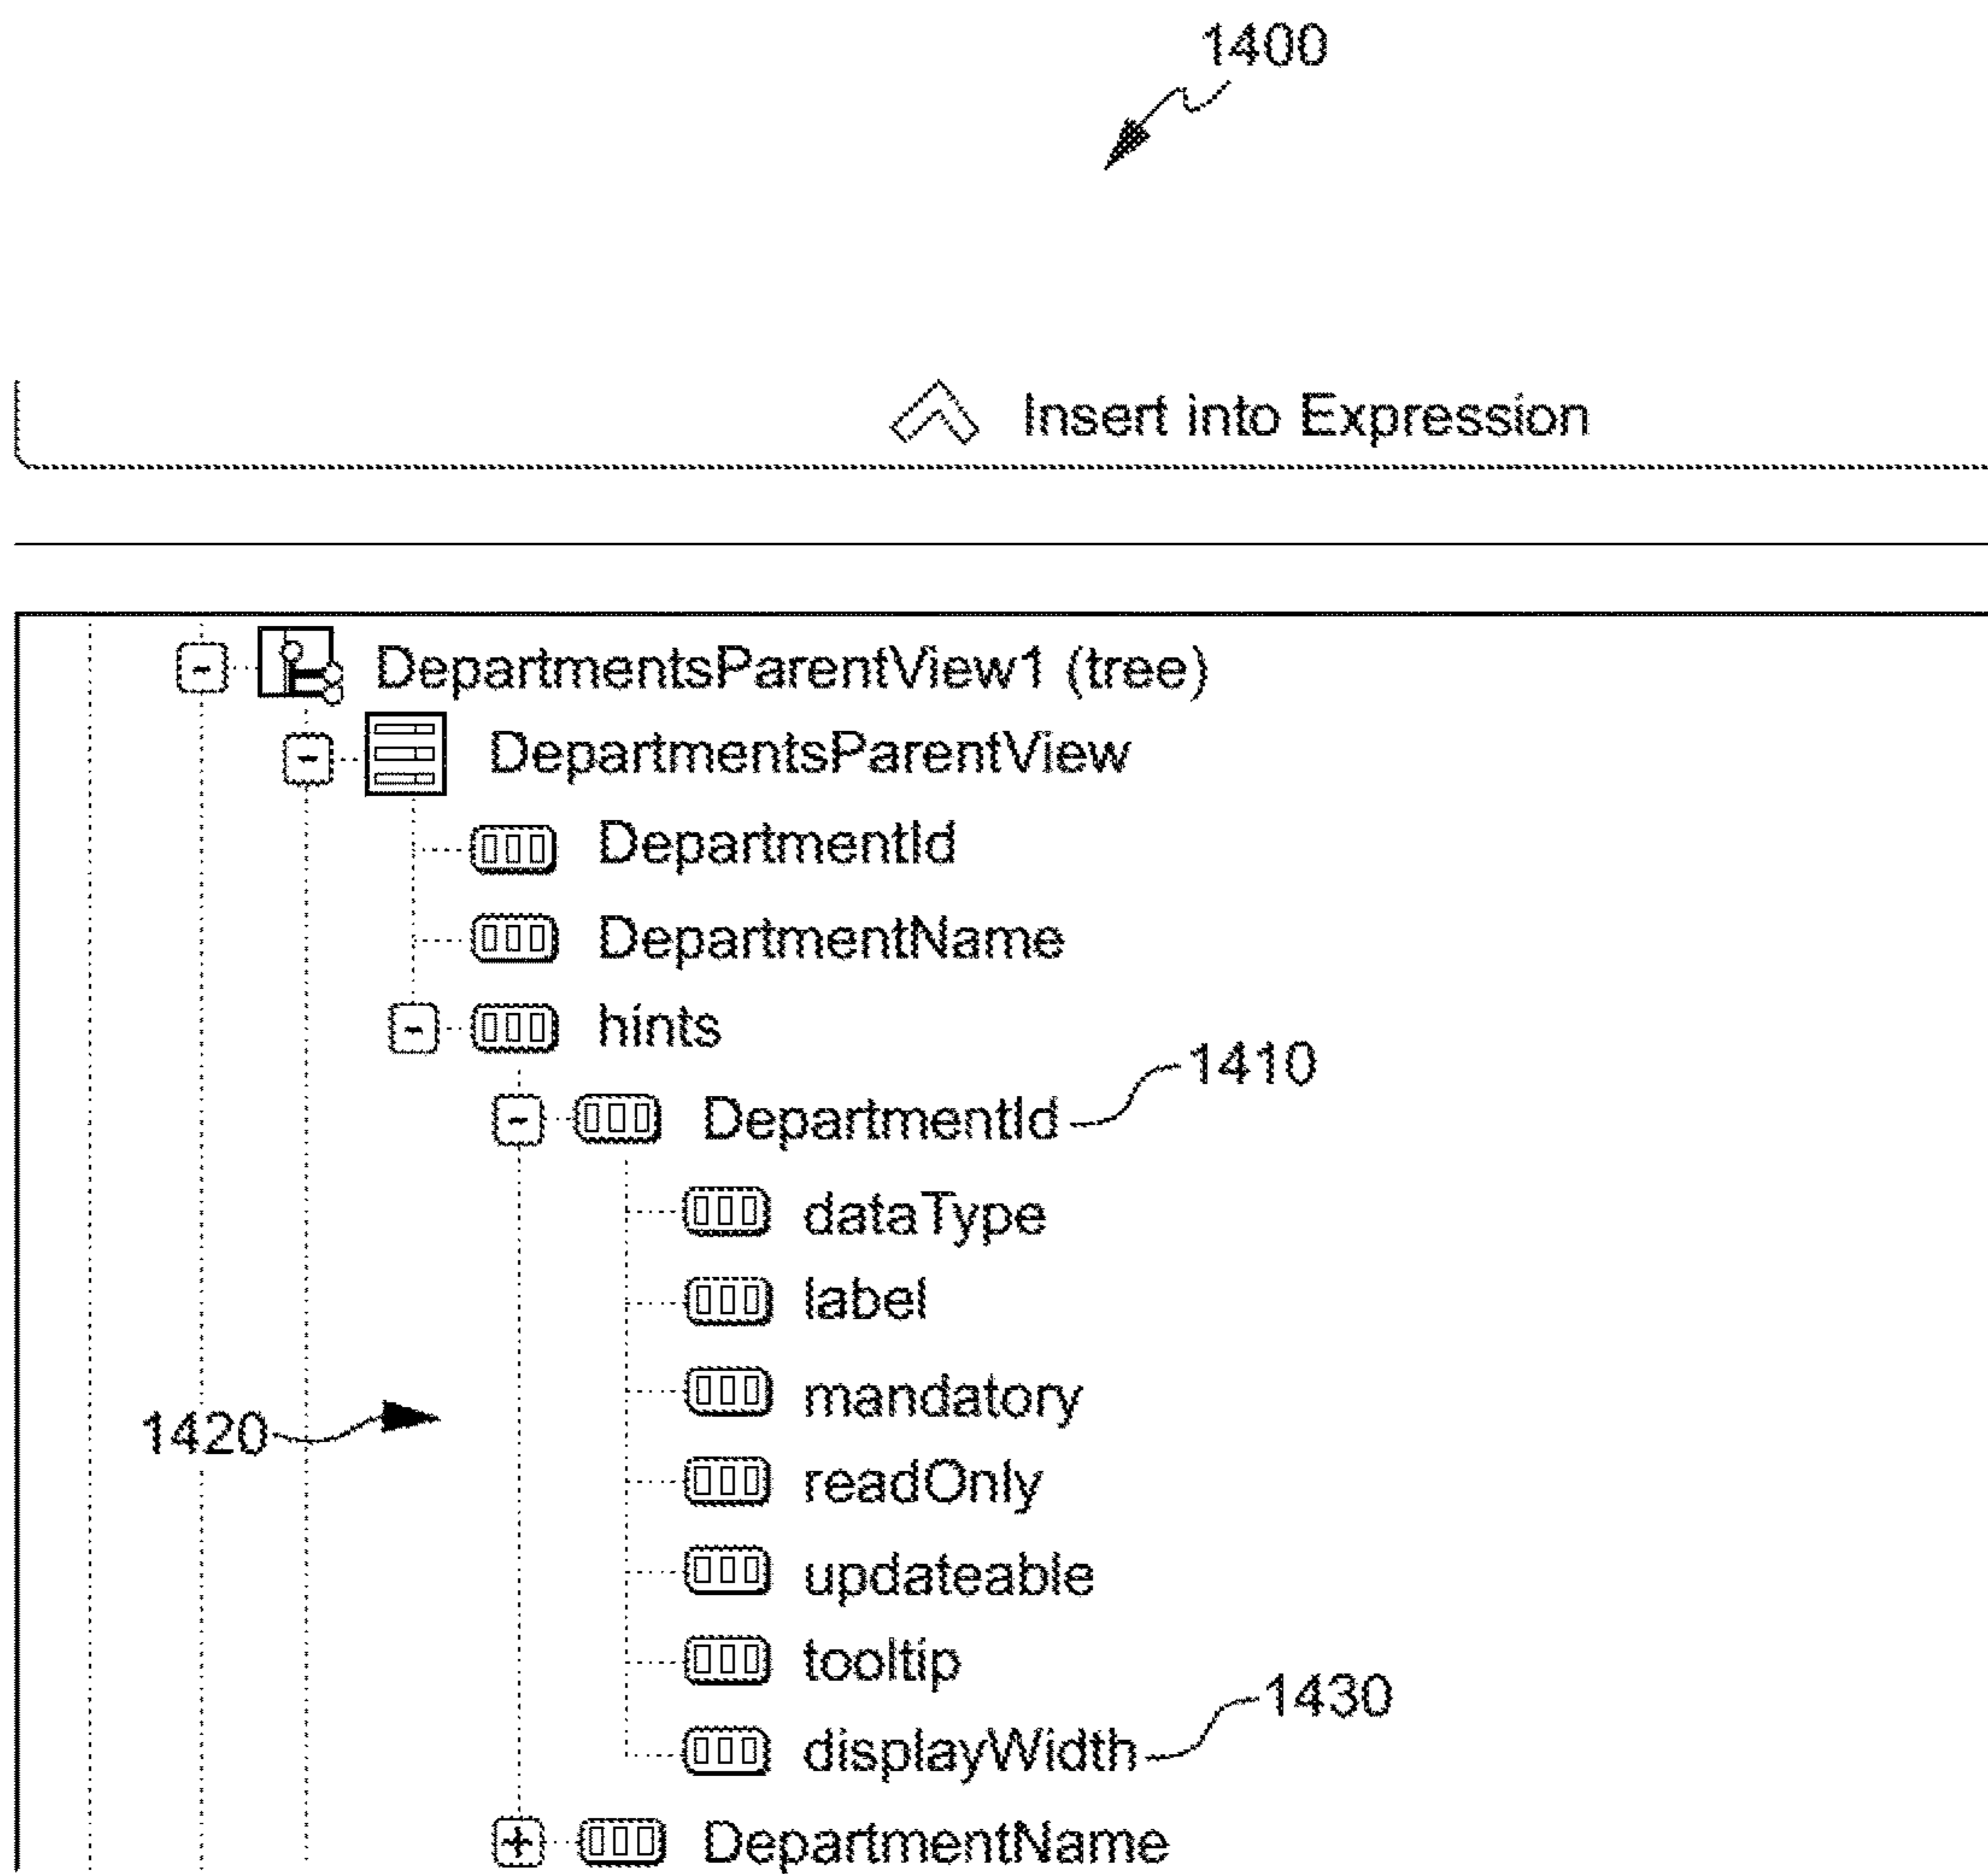 1400
Insert into Expression
DepartmentsParentView1 (tree)
DepartmentsParentView
DepartmentId
DepartmentName
hints
1410
DepartmentId
dataType
label
mandatory
1420
readOnly
updateable
tooltip
1430
displayWidth
DepartmentName